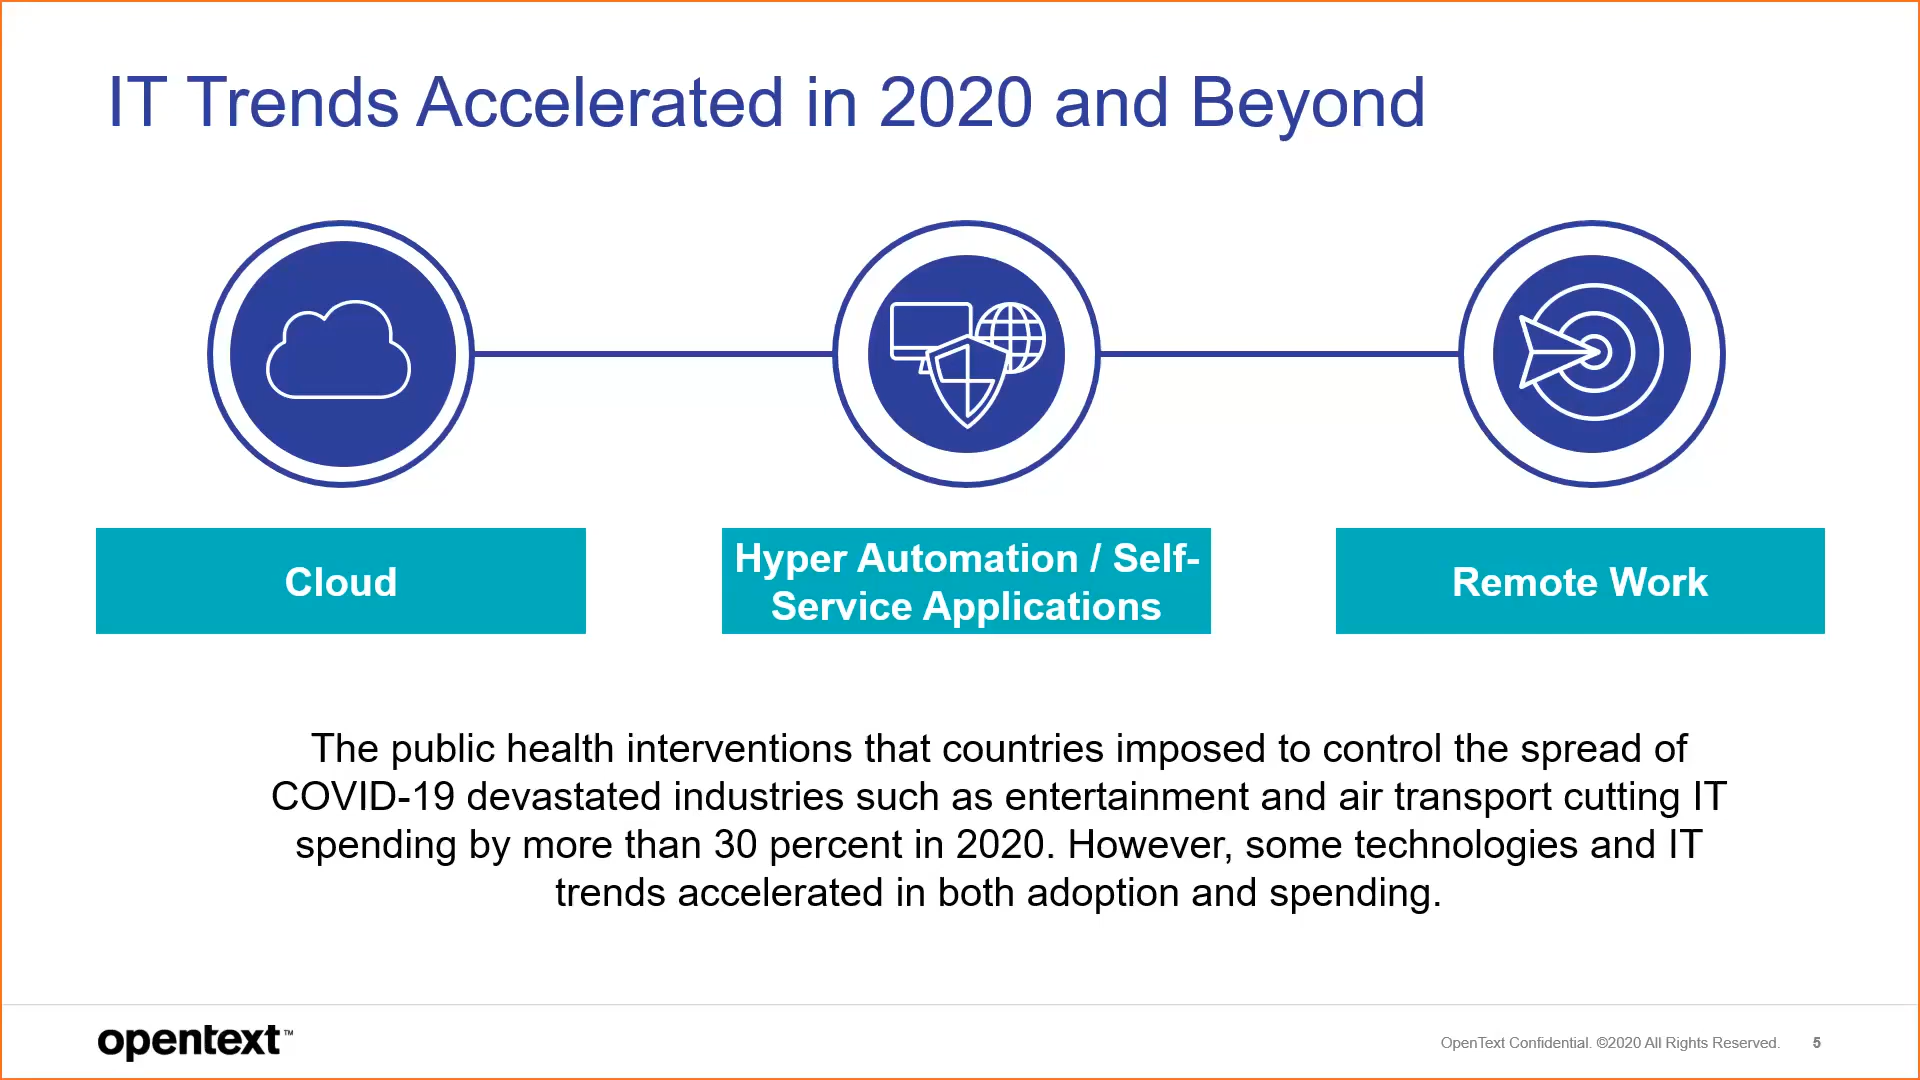 IT Trends Accelerated in 2020 and Beyond
Cloud
Hyper Automation / Self-
Service Applications
Remote Work
The public health interventions that countries imposed to control the spread of
COVID-19 devastated industries such as entertainment and air transport cutting IT
spending by more than 30 percent in 2020. However, some technologies and IT
trends accelerated in both adoption and spending.
opentext™
OpenText Confidential. ©2020 All Rights Reserved. 5